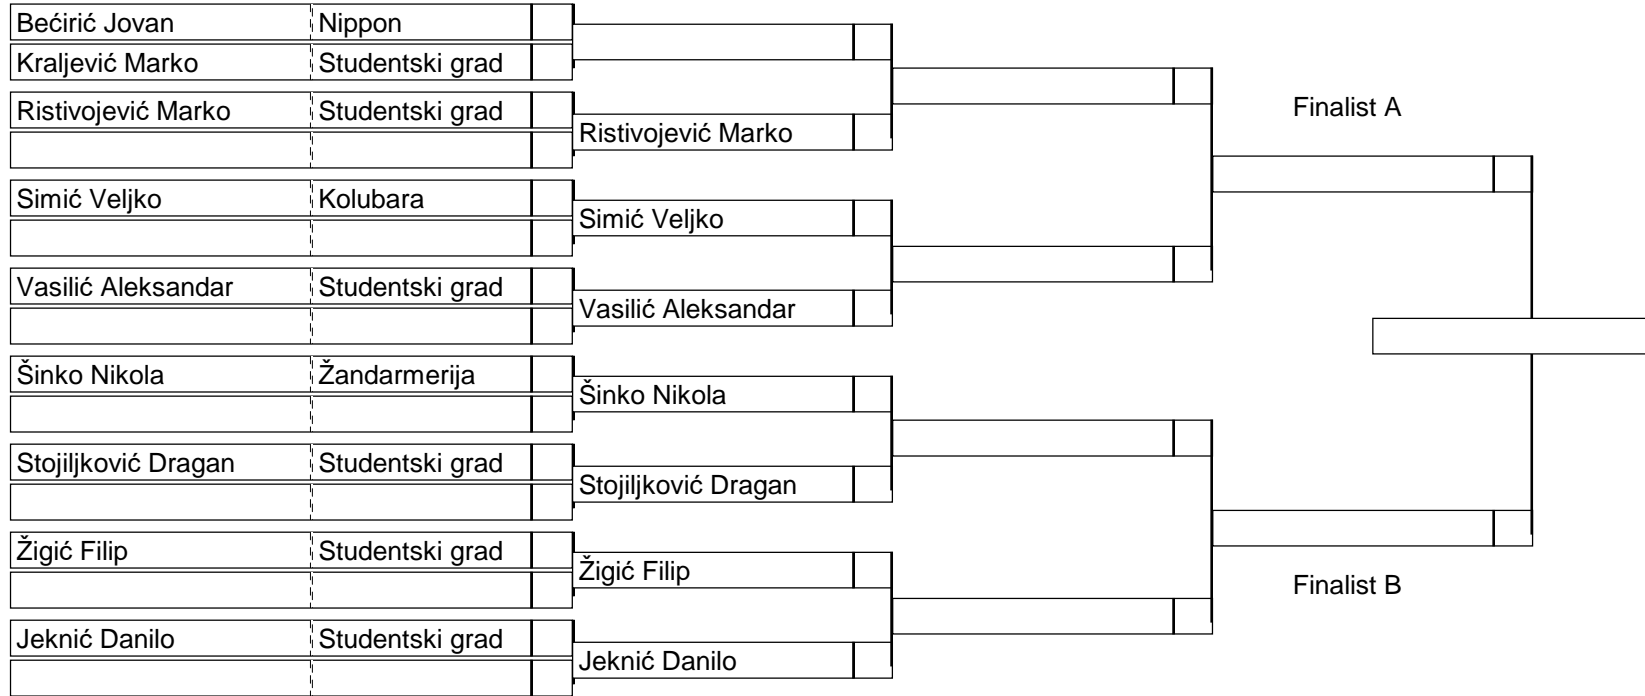 Bećirić Jovan Nippon
Kraljević Marko Studentski grad
Ristivojević Marko Studentski grad
Ristivojević Marko
Simić Veljko Kolubara
Simić Veljko
Vasilić Aleksandar Studentski grad
Vasilić Aleksandar
Šinko Nikola Žandarmerija
Šinko Nikola
Stojiljković Dragan Studentski grad
Stojiljković Dragan
Žigić Filip Studentski grad
Žigić Filip
Jeknić Danilo Studentski grad
Jeknić Danilo
Finalist A
Finalist B